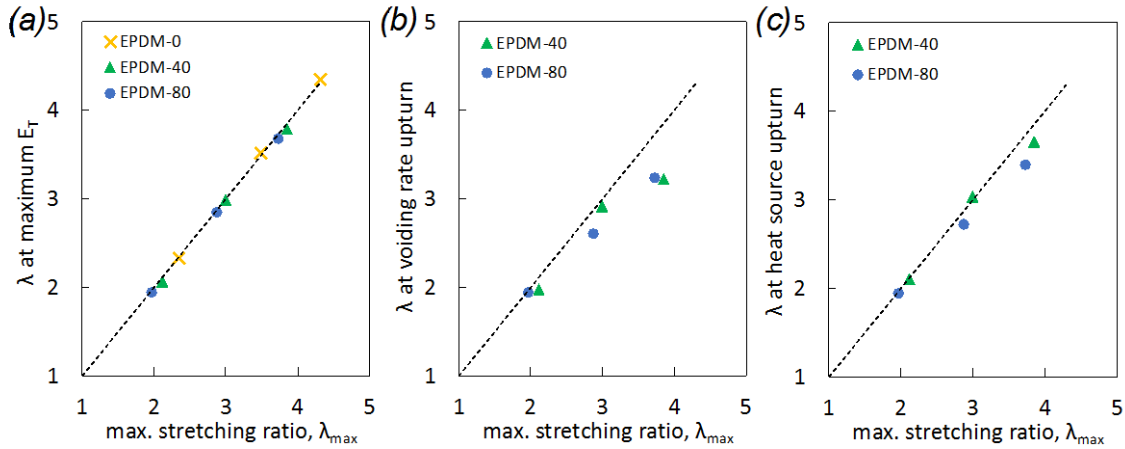 (a)
λ at maximum E_T
5
4
3
2
1
EPDM-0
EPDM-40
EPDM-80
1 2 3 4 5
max. stretching ratio, λ_max
(b)
λ at voiding rate upturn
5
4
3
2
1
EPDM-40
EPDM-80
1 2 3 4 5
max. stretching ratio, λ_max
(c)
λ at heat source upturn
5
4
3
2
1
EPDM-40
EPDM-80
1 2 3 4 5
max. stretching ratio, λ_max